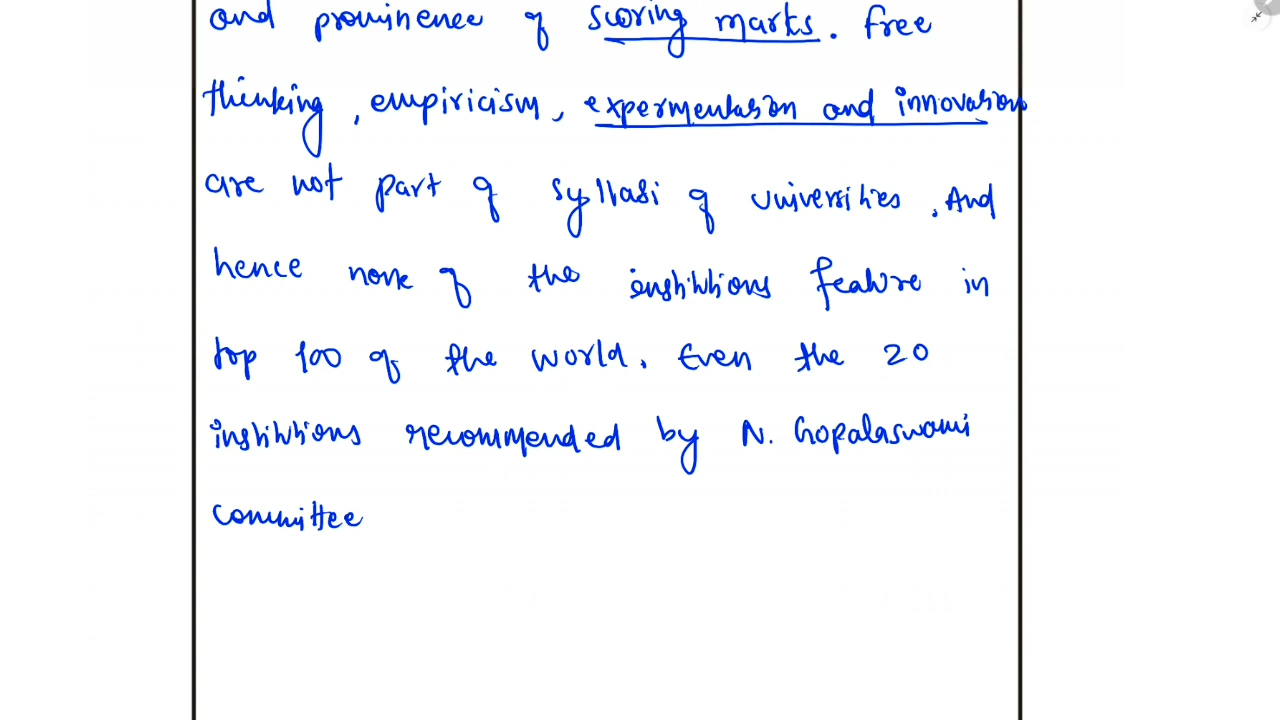 and prominence of scoring marks. Free
thinking, empiricism, expermentation and innovation
are not part of syllabi of universities. And
hence none of the institutions feature in
top 100 of the world. Even the 20
institutions recommended by N. Gopalaswami
committee